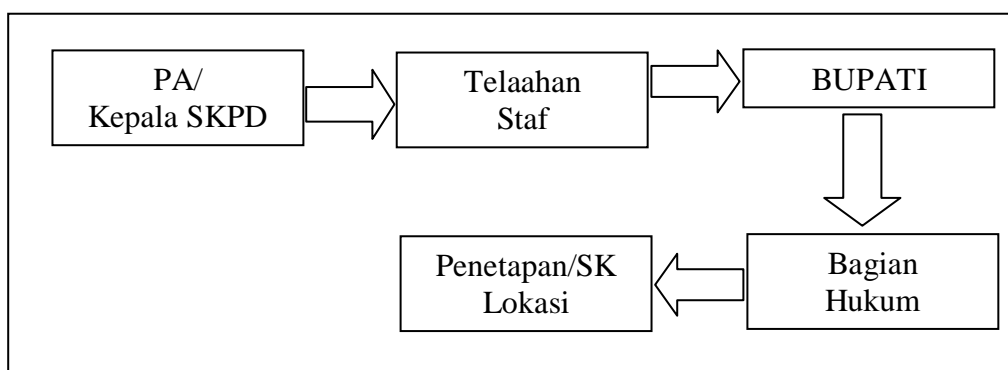 PA/
Kepala SKPD
Telaahan
Staf
BUPATI
Bagian
Hukum
Penetapan/SK
Lokasi